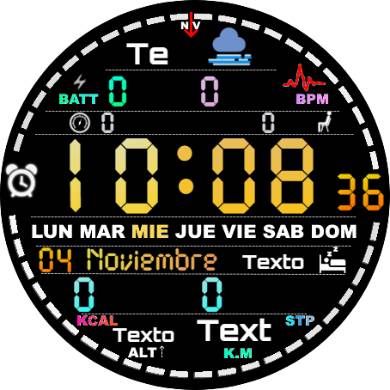 NV
Te
BATT 0 0 BPM
0 0
10:08 36
LUN MAR MIE JUE VIE SAB DOM
04 Noviembre Texto
0 0
KCAL Texto Text STP
ALT↑ K.M